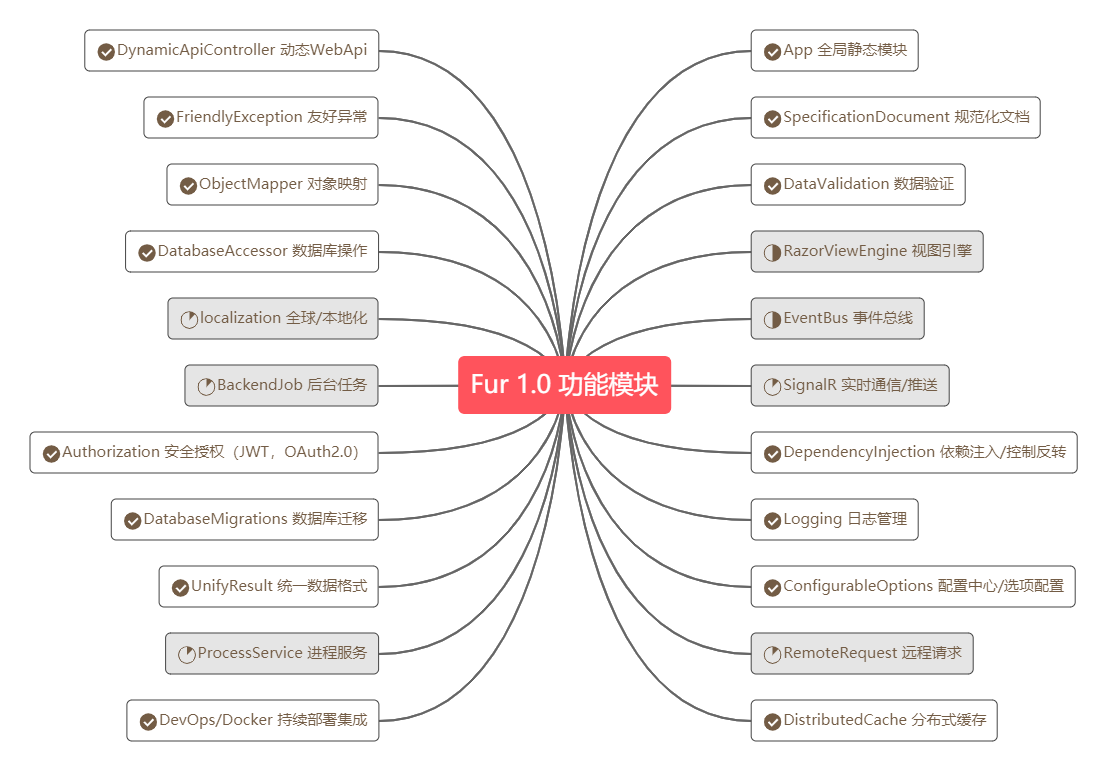 Fur 1.0 功能模块
DynamicApiController 动态WebApi
FriendlyException 友好异常
ObjectMapper 对象映射
DatabaseAccessor 数据库操作
localization 全球/本地化
BackendJob 后台任务
Authorization 安全授权（JWT，OAuth2.0）
DatabaseMigrations 数据库迁移
UnifyResult 统一数据格式
ProcessService 进程服务
DevOps/Docker 持续部署集成
App 全局静态模块
SpecificationDocument 规范化文档
DataValidation 数据验证
RazorViewEngine 视图引擎
EventBus 事件总线
SignalR 实时通信/推送
DependencyInjection 依赖注入/控制反转
Logging 日志管理
ConfigurableOptions 配置中心/选项配置
RemoteRequest 远程请求
DistributedCache 分布式缓存